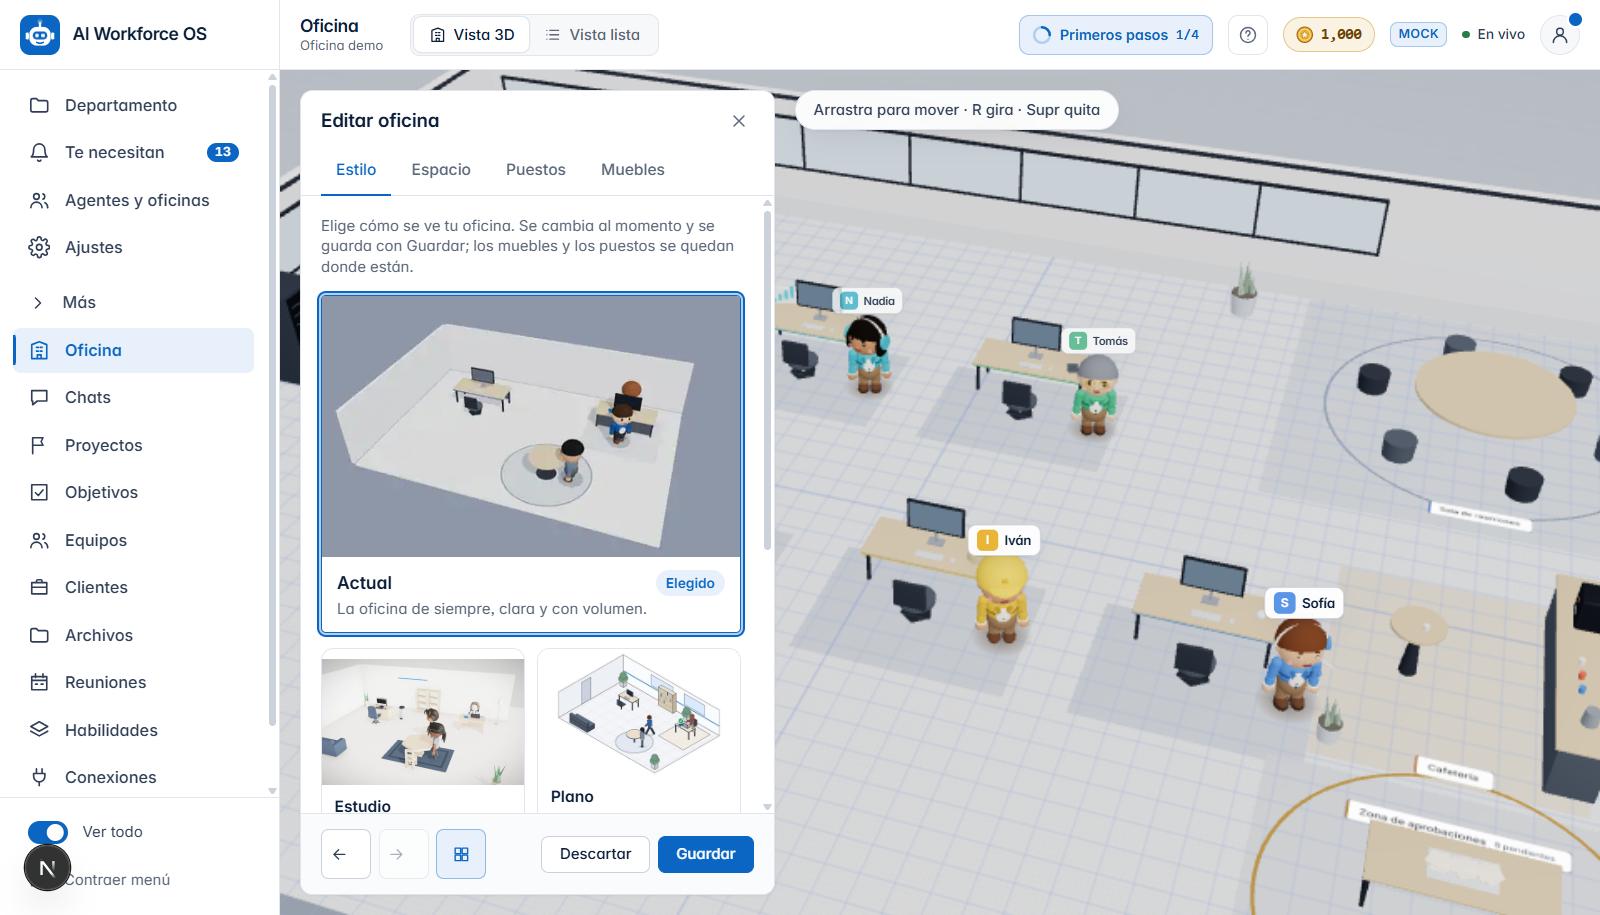 AI Workforce OS
Departamento
Te necesitan 13
Agentes y oficinas
Ajustes
Más
Oficina
Chats
Proyectos
Objetivos
Equipos
Clientes
Archivos
Reuniones
Habilidades
Conexiones
Ver todo
N
Contraer menú
Oficina
Oficina demo
Vista 3D
Vista lista
Primeros pasos 1/4
1,000
MOCK
En vivo
Editar oficina
Estilo
Espacio
Puestos
Muebles
Elige cómo se ve tu oficina. Se cambia al momento y se
guarda con Guardar; los muebles y los puestos se quedan
donde están.
Actual
Elegido
La oficina de siempre, clara y con volumen.
Estudio
Plano
Descartar
Guardar
Arrastra para mover · R gira · Supr quita
N Nadia
T Tomás
I Iván
S Sofía
Sala de reuniones
Cafetería
Zona de aprobaciones
pendientes